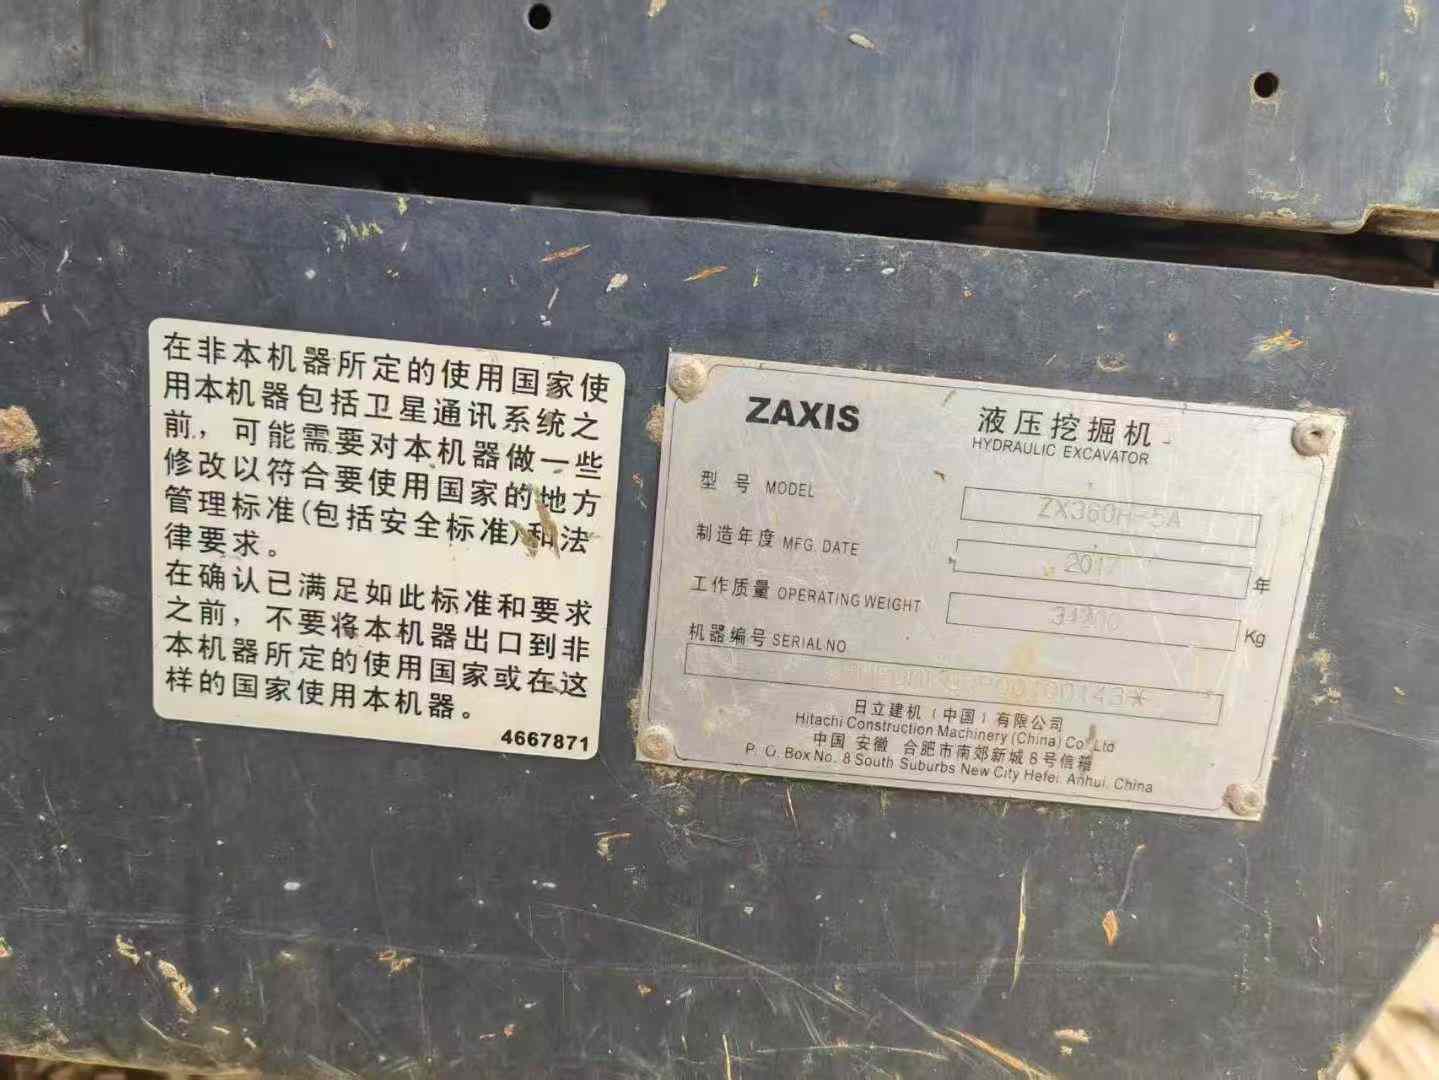 在非本机器所定的使用国家使
用本机器包括卫星通讯系统之
前，可能需要对本机器做一些
修改以符合要使用国家的地方
管理标准(包括安全标准)和法
律要求。
在确认已满足如此标准和要求
之前，不要将本机器出口到非
本机器所定的使用国家或在这
样的国家使用本机器。
4667871
ZAXIS
液压挖掘机
HYDRAULIC EXCAVATOR
型号 MODEL ZX360H-5A
制造年度 MFG. DATE 2017 年
工作质量 OPERATING WEIGHT Kg
机器编号 SERIAL NO
日立建机(中国)有限公司
Hitachi Construction Machinery (China) Co Ltd
中国 安徽 合肥市南郊新城8号信箱
P. O. Box No. 8 South Suburbs New City Hefei. Anhui. China